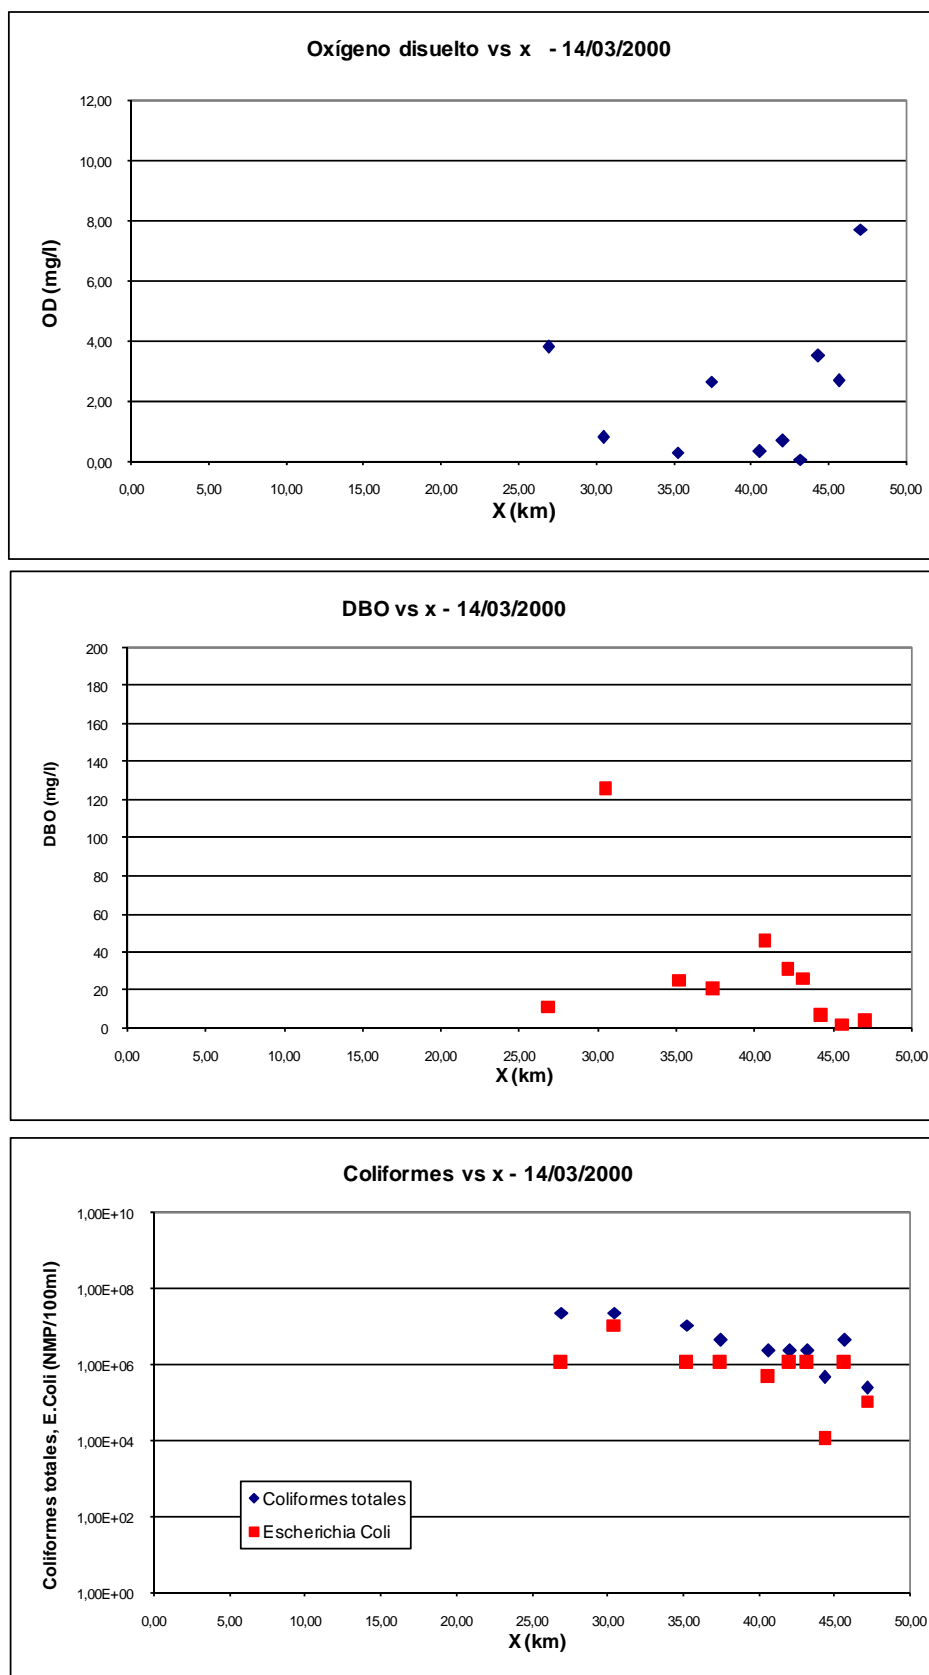 Oxígeno disuelto vs x - 14/03/2000
12,00
10,00
8,00
6,00
4,00
2,00
0,00
OD (mg/l)
0,00 5,00 10,00 15,00 20,00 25,00 30,00 35,00 40,00 45,00 50,00
X (km)
DBO vs x - 14/03/2000
200
180
160
140
120
100
80
60
40
20
0
DBO (mg/l)
0,00 5,00 10,00 15,00 20,00 25,00 30,00 35,00 40,00 45,00 50,00
X (km)
Coliformes vs x - 14/03/2000
1,00E+10
1,00E+08
1,00E+06
1,00E+04
1,00E+02
1,00E+00
Coliformes totales, E.Coli (NMP/100ml)
Coliformes totales
Escherichia Coli
0,00 5,00 10,00 15,00 20,00 25,00 30,00 35,00 40,00 45,00 50,00
X (km)